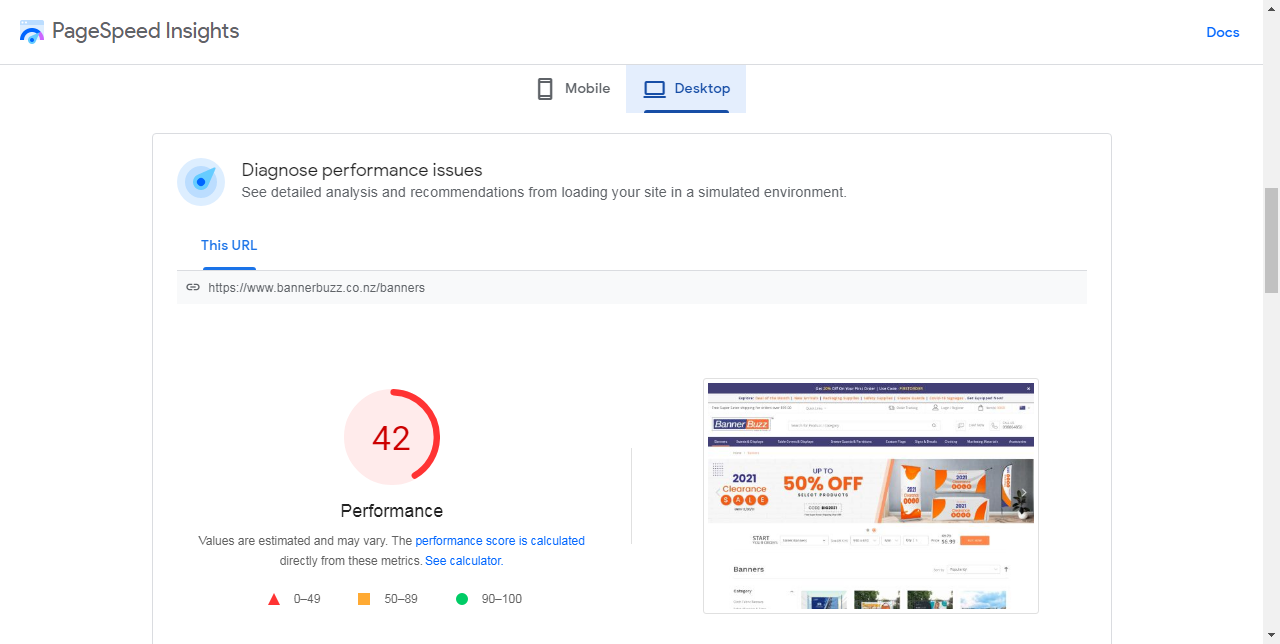 PageSpeed Insights
Docs
Mobile
Desktop
Diagnose performance issues
See detailed analysis and recommendations from loading your site in a simulated environment.
This URL
https://www.bannerbuzz.co.nz/banners
42
Performance
Values are estimated and may vary. The performance score is calculated
directly from these metrics. See calculator.
0–49
50–89
90–100
Banner Buzz
2021
Clearance
SALE
UP TO
50% OFF
SELECT PRODUCTS
START
Banners
Category